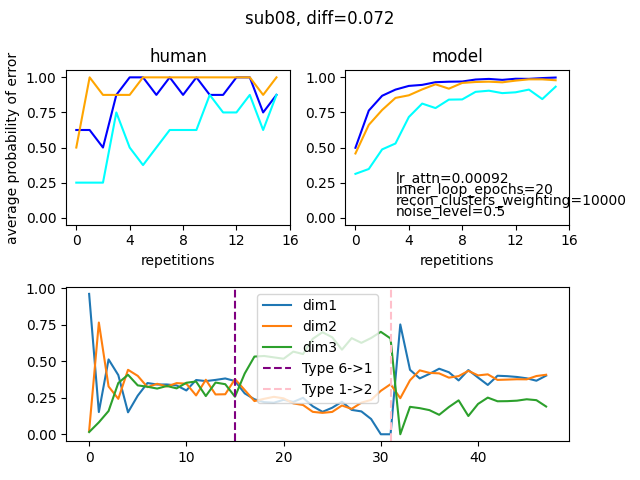 sub08, diff=0.072
human
model
average probability of error
1.00
0.75
0.50
0.25
0.00
0 4 8 12 16
repetitions
1.00
0.75
0.50
0.25
0.00
lr_attn=0.00092
inner_loop_epochs=20
recon_clusters_weighting=10000
noise_level=0.5
0 4 8 12 16
repetitions
1.00
0.75
0.50
0.25
0.00
dim1
dim2
dim3
Type 6->1
Type 1->2
0 10 20 30 40